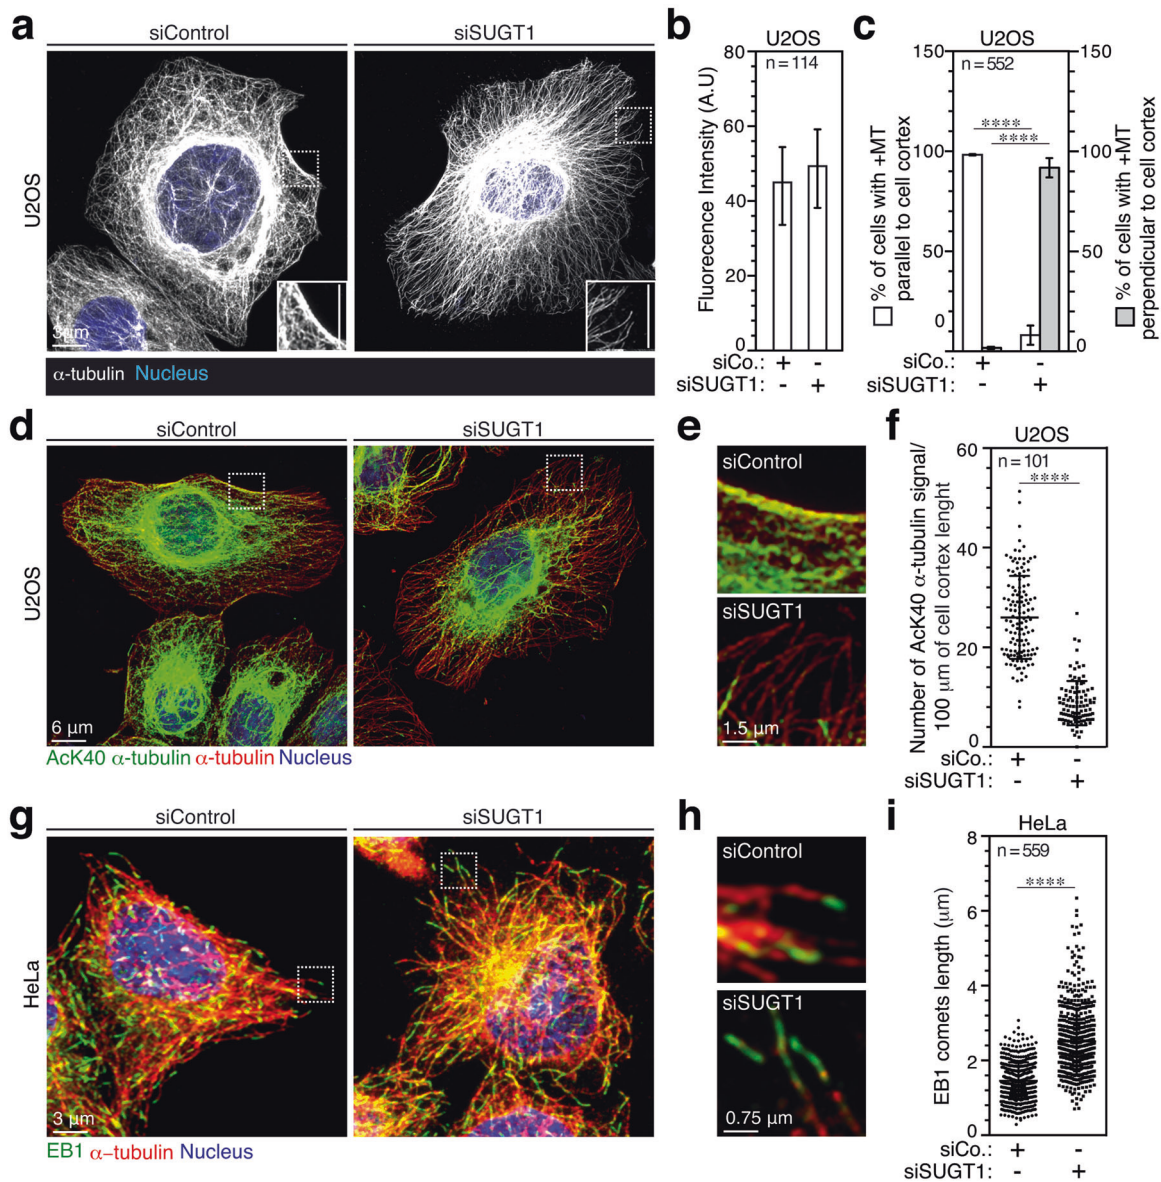 a
siControl
siSUGT1
U2OS
3µm
α-tubulin Nucleus
b
U2OS
n = 114
Fluorecence Intensity (A.U)
80
60
40
20
0
siCo.: + -
siSUGT1: - +
c
U2OS
n = 552
****
****
150
100
50
0
150
100
50
0
% of cells with +MT
parallel to cell cortex
% of cells with +MT
perpendicular to cell cortex
siCo.: + -
siSUGT1: - +
d
siControl
siSUGT1
U2OS
6 µm
AcK40 α-tubulin α-tubulin Nucleus
e
siControl
siSUGT1
1.5 µm
f
U2OS
n = 101
****
Number of AcK40 α-tubulin signal/
100 µm of cell cortex lenght
60
40
20
0
siCo.: + -
siSUGT1: - +
g
siControl
siSUGT1
HeLa
3 µm
EB1 α–tubulin Nucleus
h
siControl
siSUGT1
0.75 µm
i
HeLa
n = 559
****
EB1 comets length (µm)
8
6
4
2
0
siCo.: + -
siSUGT1: - +